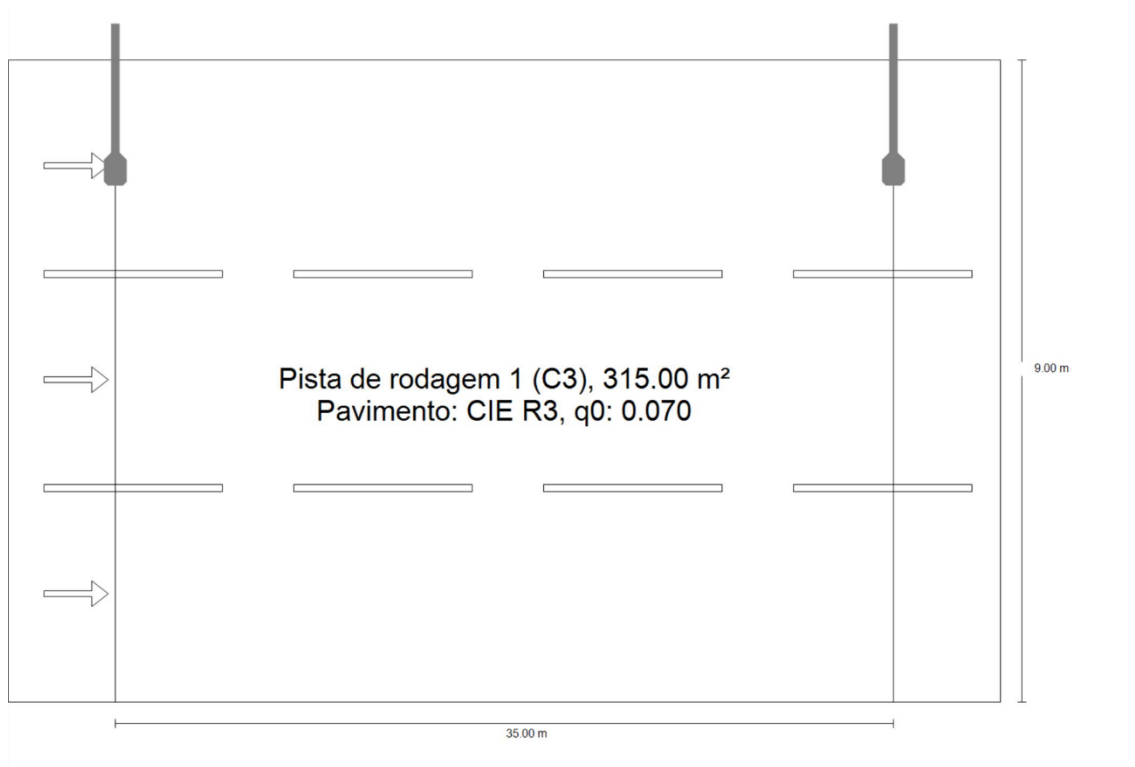 9.00 m
Pista de rodagem 1 (C3), 315.00 m²
Pavimento: CIE R3, q0: 0.070
35.00 m